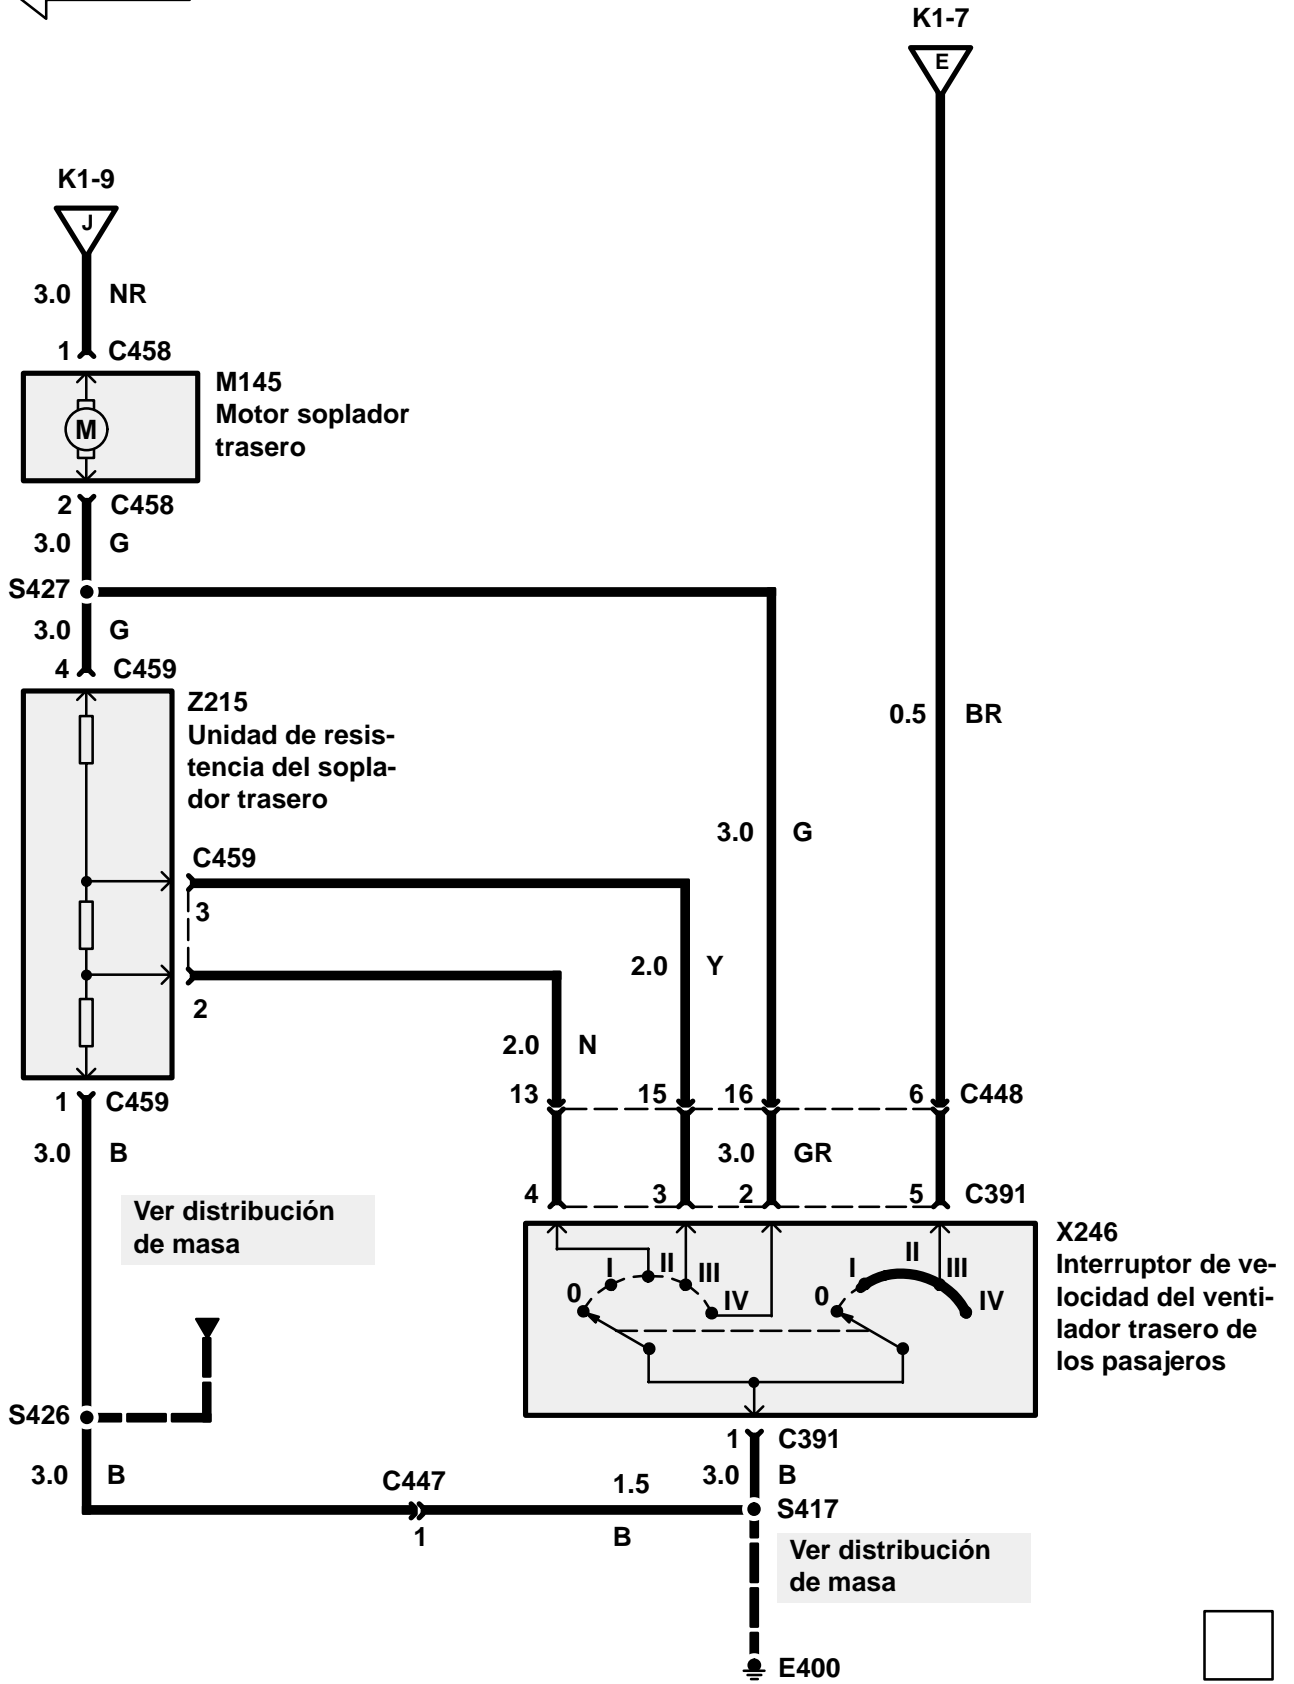 K1-7
E
K1-9
J
3.0 NR
1 C458
M145
Motor soplador
trasero
M
2 C458
3.0 G
S427
3.0 G
4 C459
Z215
Unidad de resis-
tencia del sopla-
dor trasero
0.5 BR
3.0 G
C459
3
2.0 Y
2
2.0 N
13 15 16 6 C448
1 C459
3.0 B
3.0 GR
4 3 2 5 C391
Ver distribución
de masa
X246
Interruptor de ve-
locidad del venti-
lador trasero de
los pasajeros
0 I II III IV
0 I II III IV
S426
3.0 B
C447
1
1.5
B
1 C391
3.0 B
S417
Ver distribución
de masa
E400